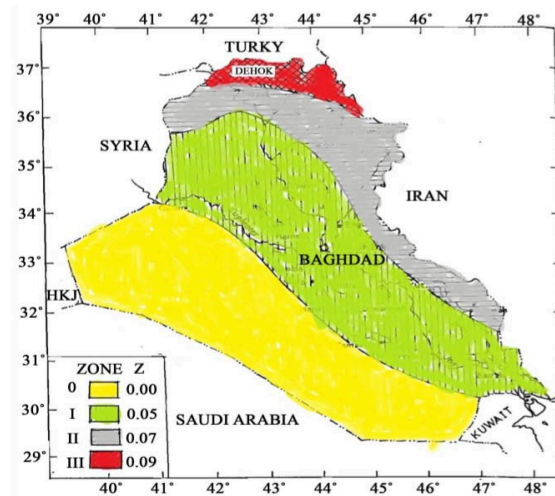 39° 40° 41° 42° 43° 44° 45° 46° 47° 48°
TURKY
37°
DEHOK
36°
SYRIA
35°
IRAN
34°
33°
BAGHDAD
HKJ
32°
31°
ZONE Z
0 0.00
30°
I 0.05
SAUDI ARABIA
KUWAIT
II 0.07
29°
III 0.09
40° 41° 42° 43° 44° 45° 46° 47° 48°